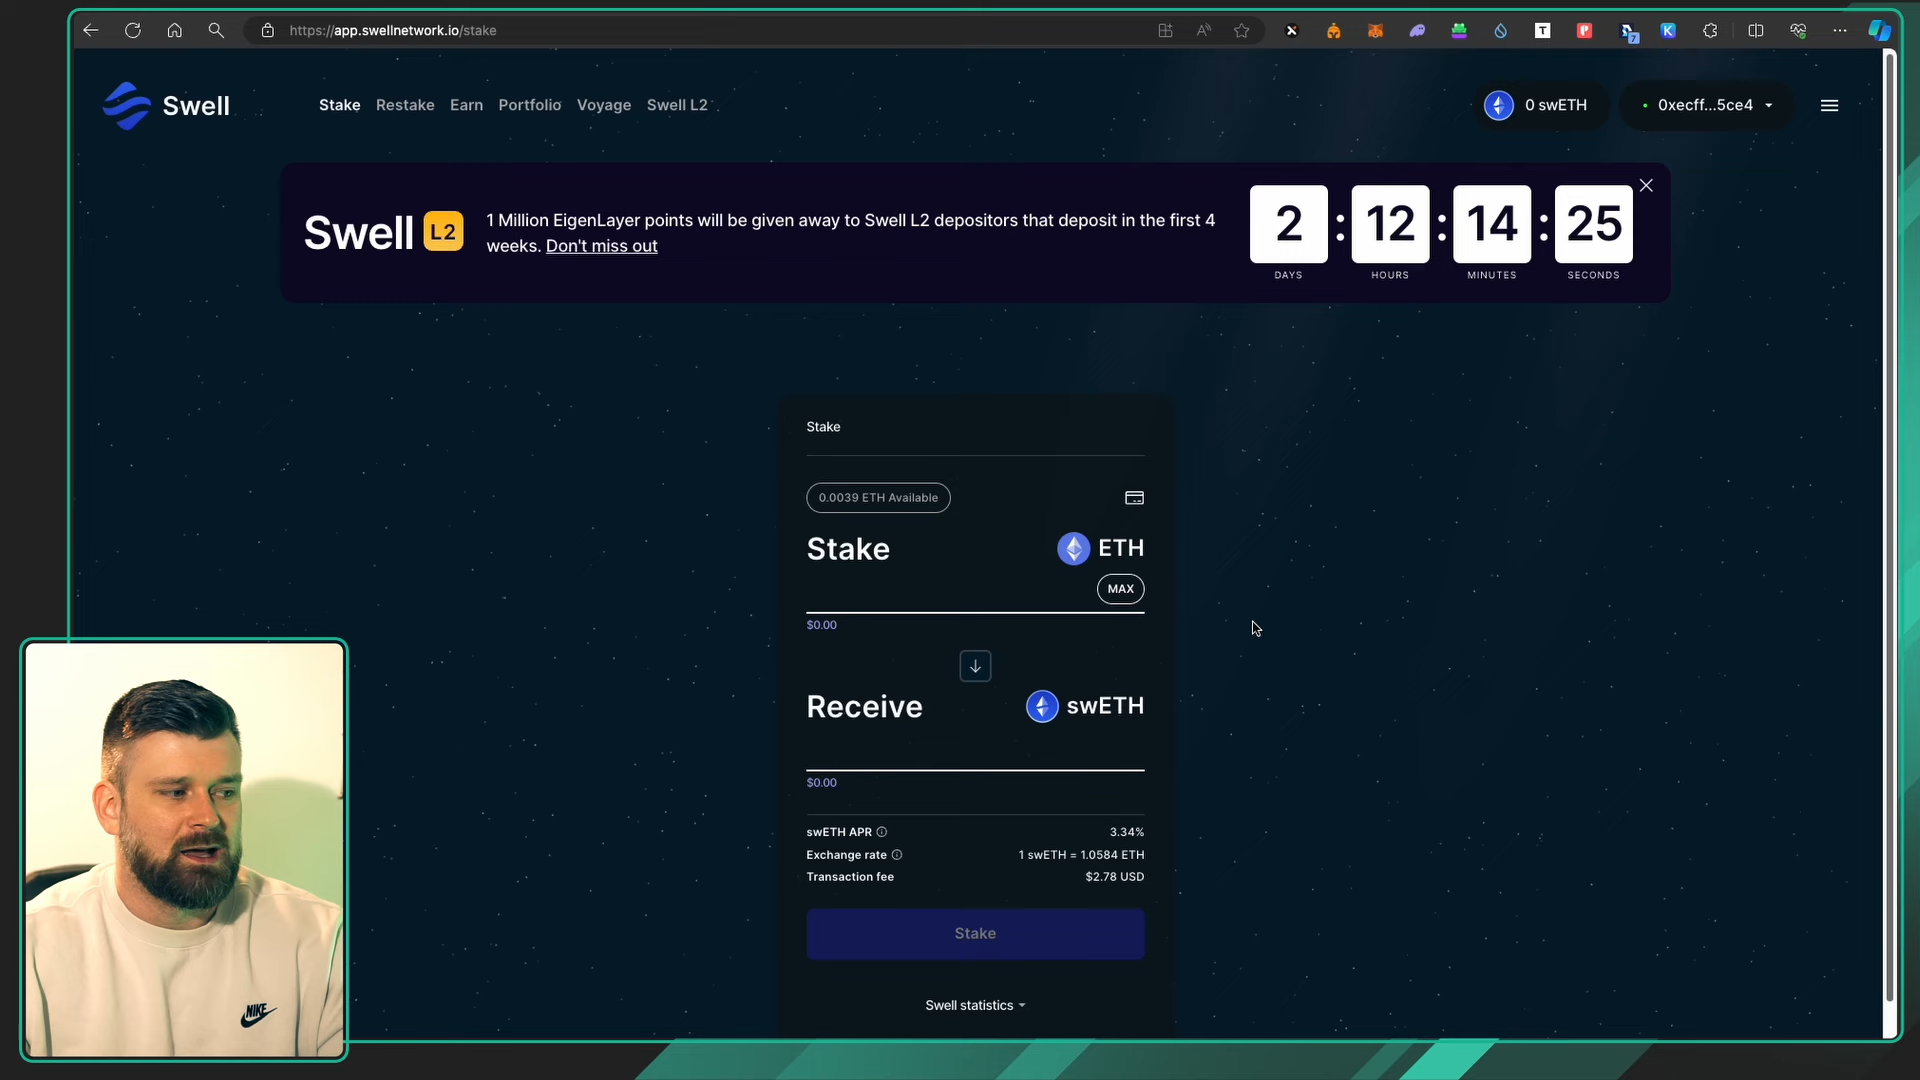 https://app.swellnetwork.io/stake
T
P
7
K
Swell
Stake
Restake
Earn
Portfolio
Voyage
Swell L2
0 swETH
0xecff...5ce4
Swell L2
1 Million EigenLayer points will be given away to Swell L2 depositors that deposit in the first 4
weeks. Don't miss out
2 : 12 : 14 : 25
DAYS HOURS MINUTES SECONDS
Stake
0.0039 ETH Available
Stake
ETH
MAX
$0.00
Receive
swETH
$0.00
swETH APR
3.34%
Exchange rate
1 swETH = 1.0584 ETH
Transaction fee
$2.78 USD
Stake
Swell statistics
NIKE